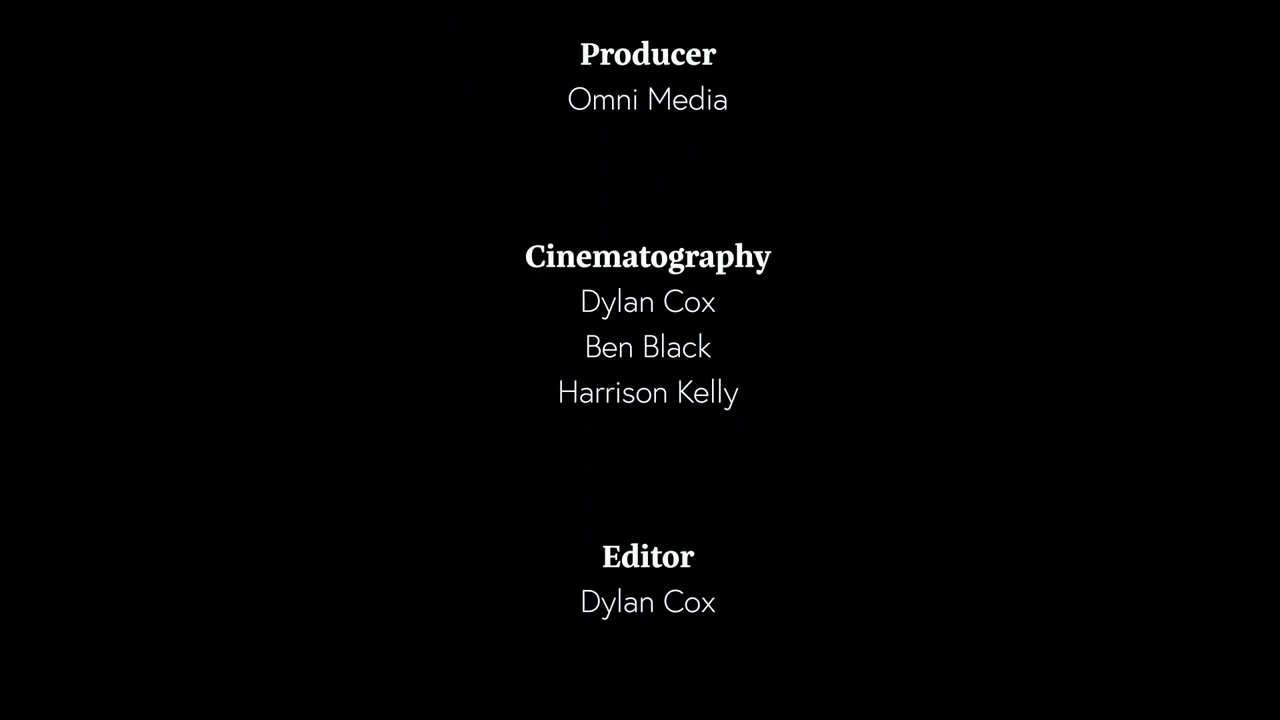 Producer
Omni Media
Cinematography
Dylan Cox
Ben Black
Harrison Kelly
Editor
Dylan Cox